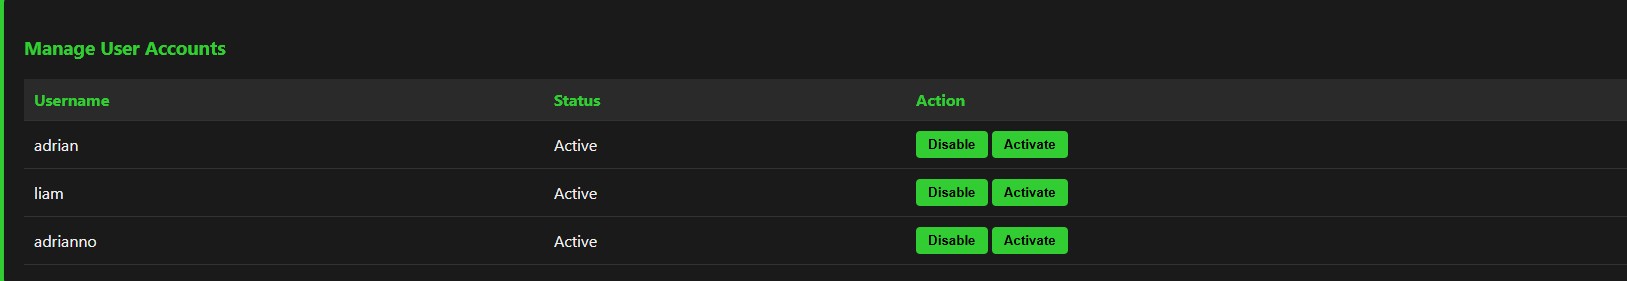 Manage User Accounts
Username Status Action
adrian Active Disable Activate
liam Active Disable Activate
adrianno Active Disable Activate